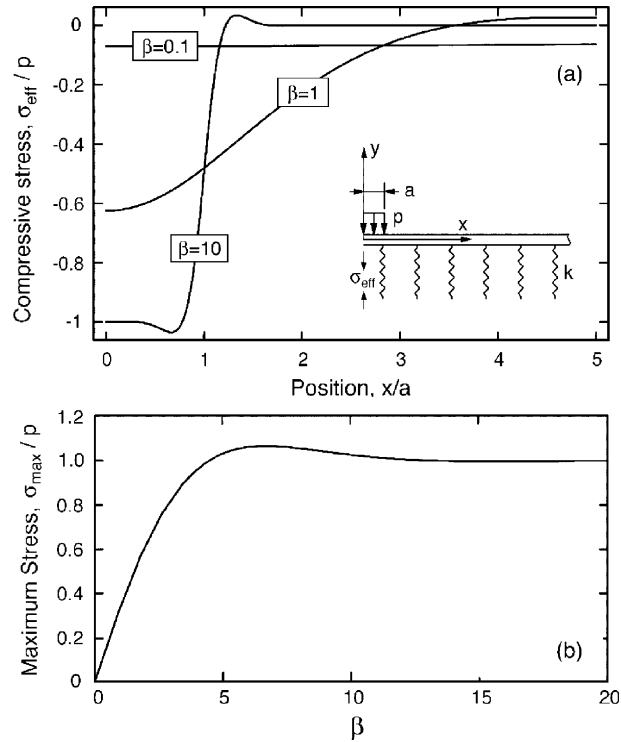 0
-0.2
-0.4
-0.6
-0.8
-1
Compressive stress, σeff / p
β=0.1
(a)
β=1
β=10
y
a
p
x
σeff
k
0 1 2 3 4 5
Position, x/a
1.2
1.0
0.8
0.6
0.4
0.2
0
Maximum Stress, σmax / p
(b)
0 5 10 15 20
β